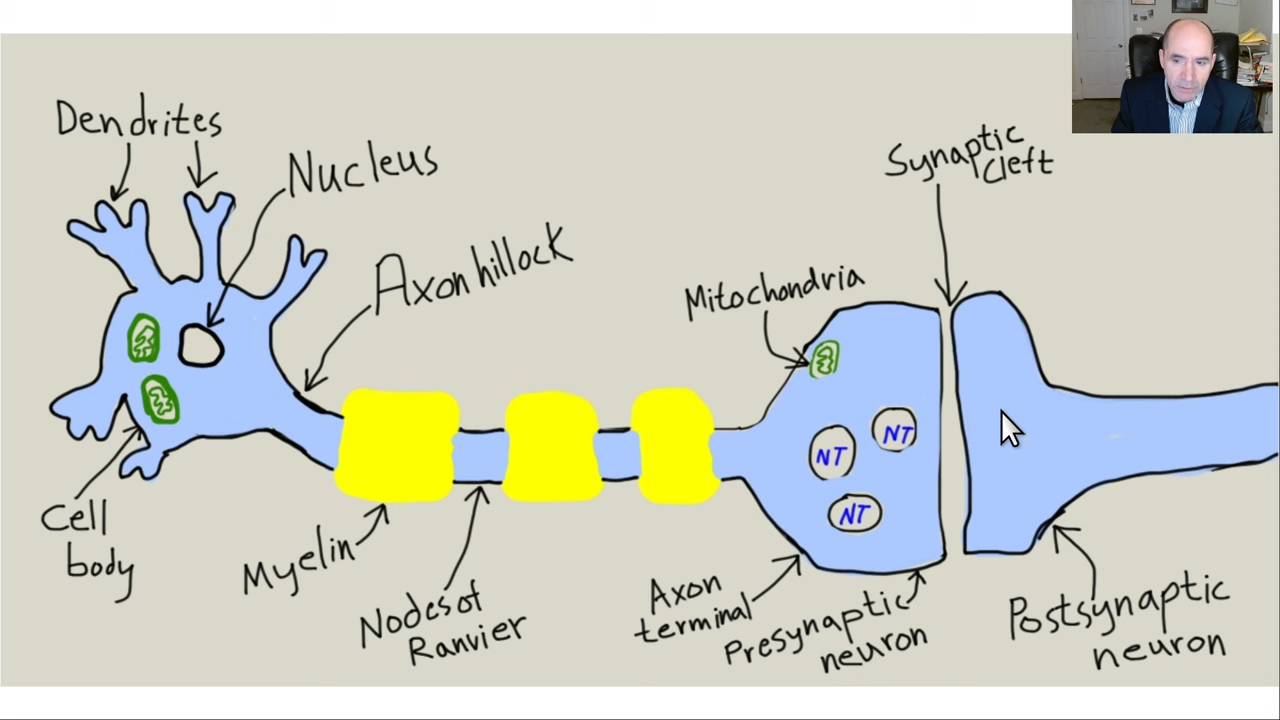 Dendrites
Nucleus
Axon hillock
Synaptic
Cleft
Mitochondria
NT
NT
NT
Cell
body
Myelin
Nodes of
Ranvier
Axon
terminal
Presynaptic
neuron
Postsynaptic
neuron